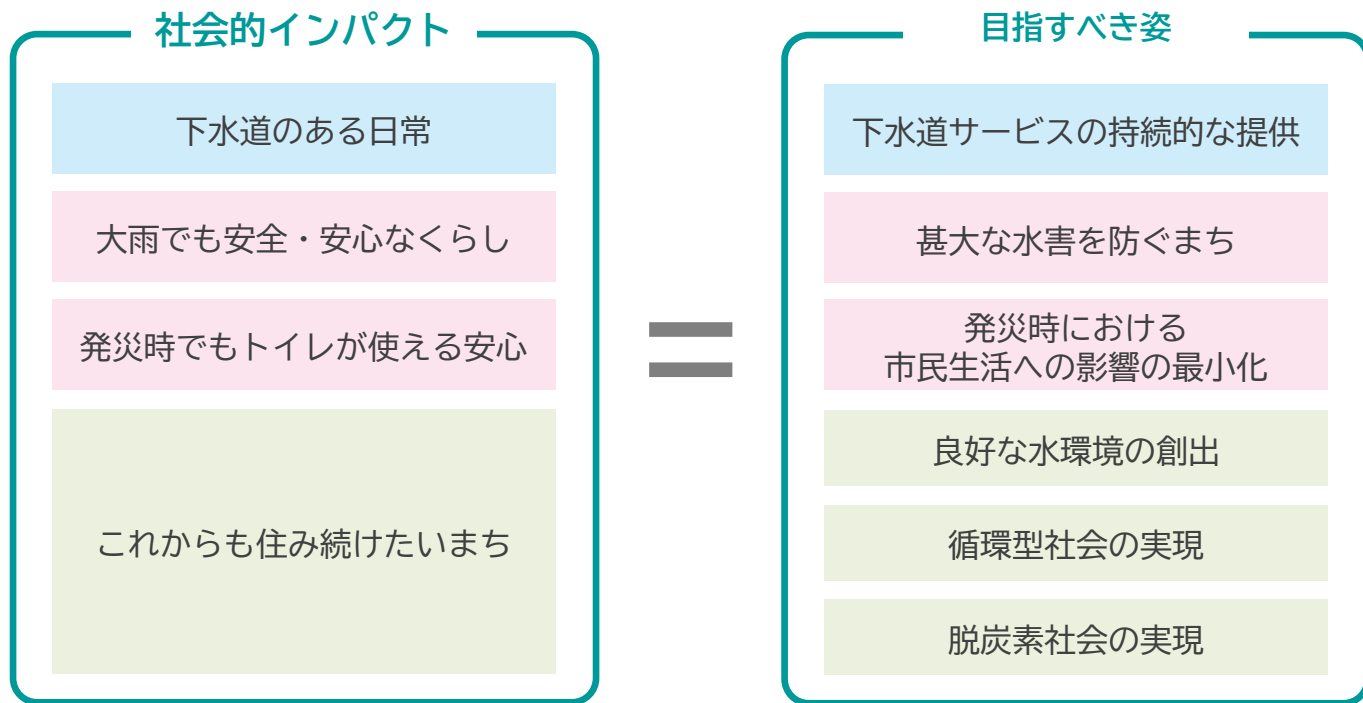 社会的インパクト
下水道のある日常
大雨でも安全・安心なくらし
発災時でもトイレが使える安心
これからも住み続けたいまち
=
目指すべき姿
下水道サービスの持続的な提供
甚大な水害を防ぐまち
発災時における
市民生活への影響の最小化
良好な水環境の創出
循環型社会の実現
脱炭素社会の実現